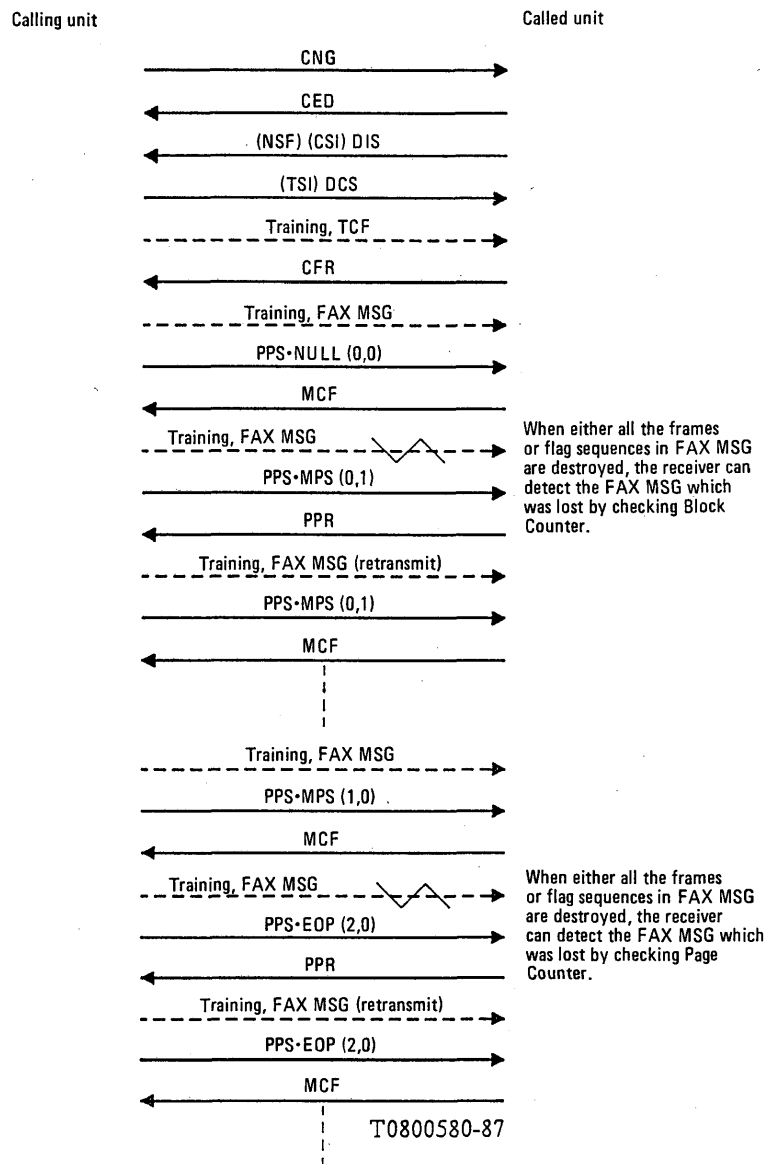 Calling unit
Called unit
CNG
CED
(NSF) (CSI) DIS
(TSI) DCS
Training, TCF
CFR
Training, FAX MSG
PPS·NULL (0,0)
MCF
Training, FAX MSG
When either all the frames
or flag sequences in FAX MSG
are destroyed, the receiver can
detect the FAX MSG which
was lost by checking Block
Counter.
PPS·MPS (0,1)
PPR
Training, FAX MSG (retransmit)
PPS·MPS (0,1)
MCF
Training, FAX MSG
PPS·MPS (1,0)
MCF
Training, FAX MSG
When either all the frames
or flag sequences in FAX MSG
are destroyed, the receiver
can detect the FAX MSG which
was lost by checking Page
Counter.
PPS·EOP (2,0)
PPR
Training, FAX MSG (retransmit)
PPS·EOP (2,0)
MCF
T0800580-87